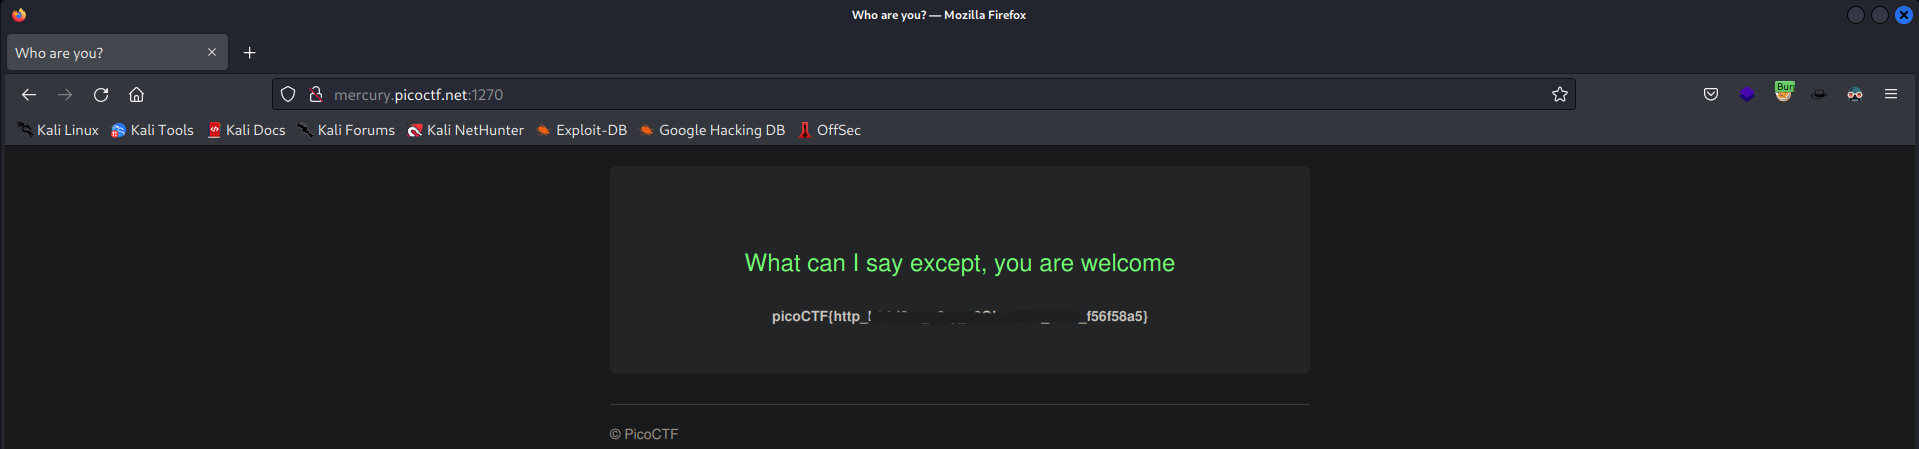 Who are you? — Mozilla Firefox
Who are you?
mercury.picoctf.net:1270
Kali Linux Kali Tools Kali Docs Kali Forums Kali NetHunter Exploit-DB Google Hacking DB OffSec
What can I say except, you are welcome
picoCTF{http_ _f56f58a5}
© PicoCTF